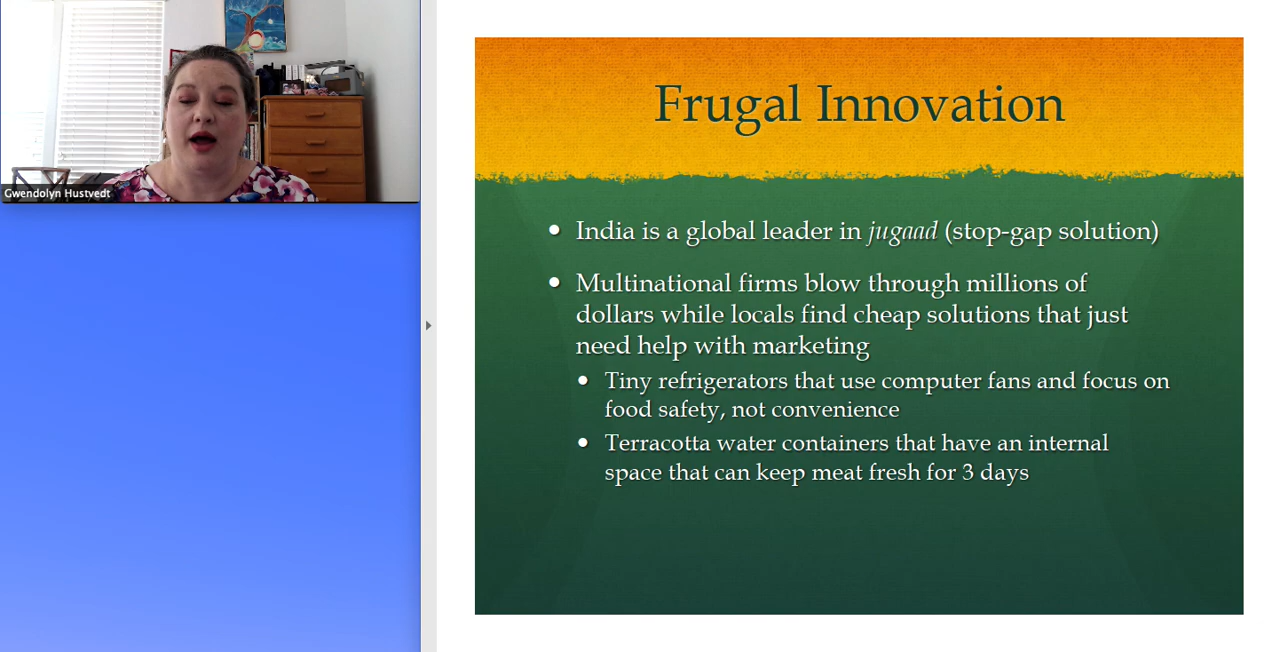 Gwendolyn Hustvedt
Frugal Innovation
• India is a global leader in jugaad (stop-gap solution)
• Multinational firms blow through millions of
dollars while locals find cheap solutions that just
need help with marketing
• Tiny refrigerators that use computer fans and focus on
food safety, not convenience
• Terracotta water containers that have an internal
space that can keep meat fresh for 3 days